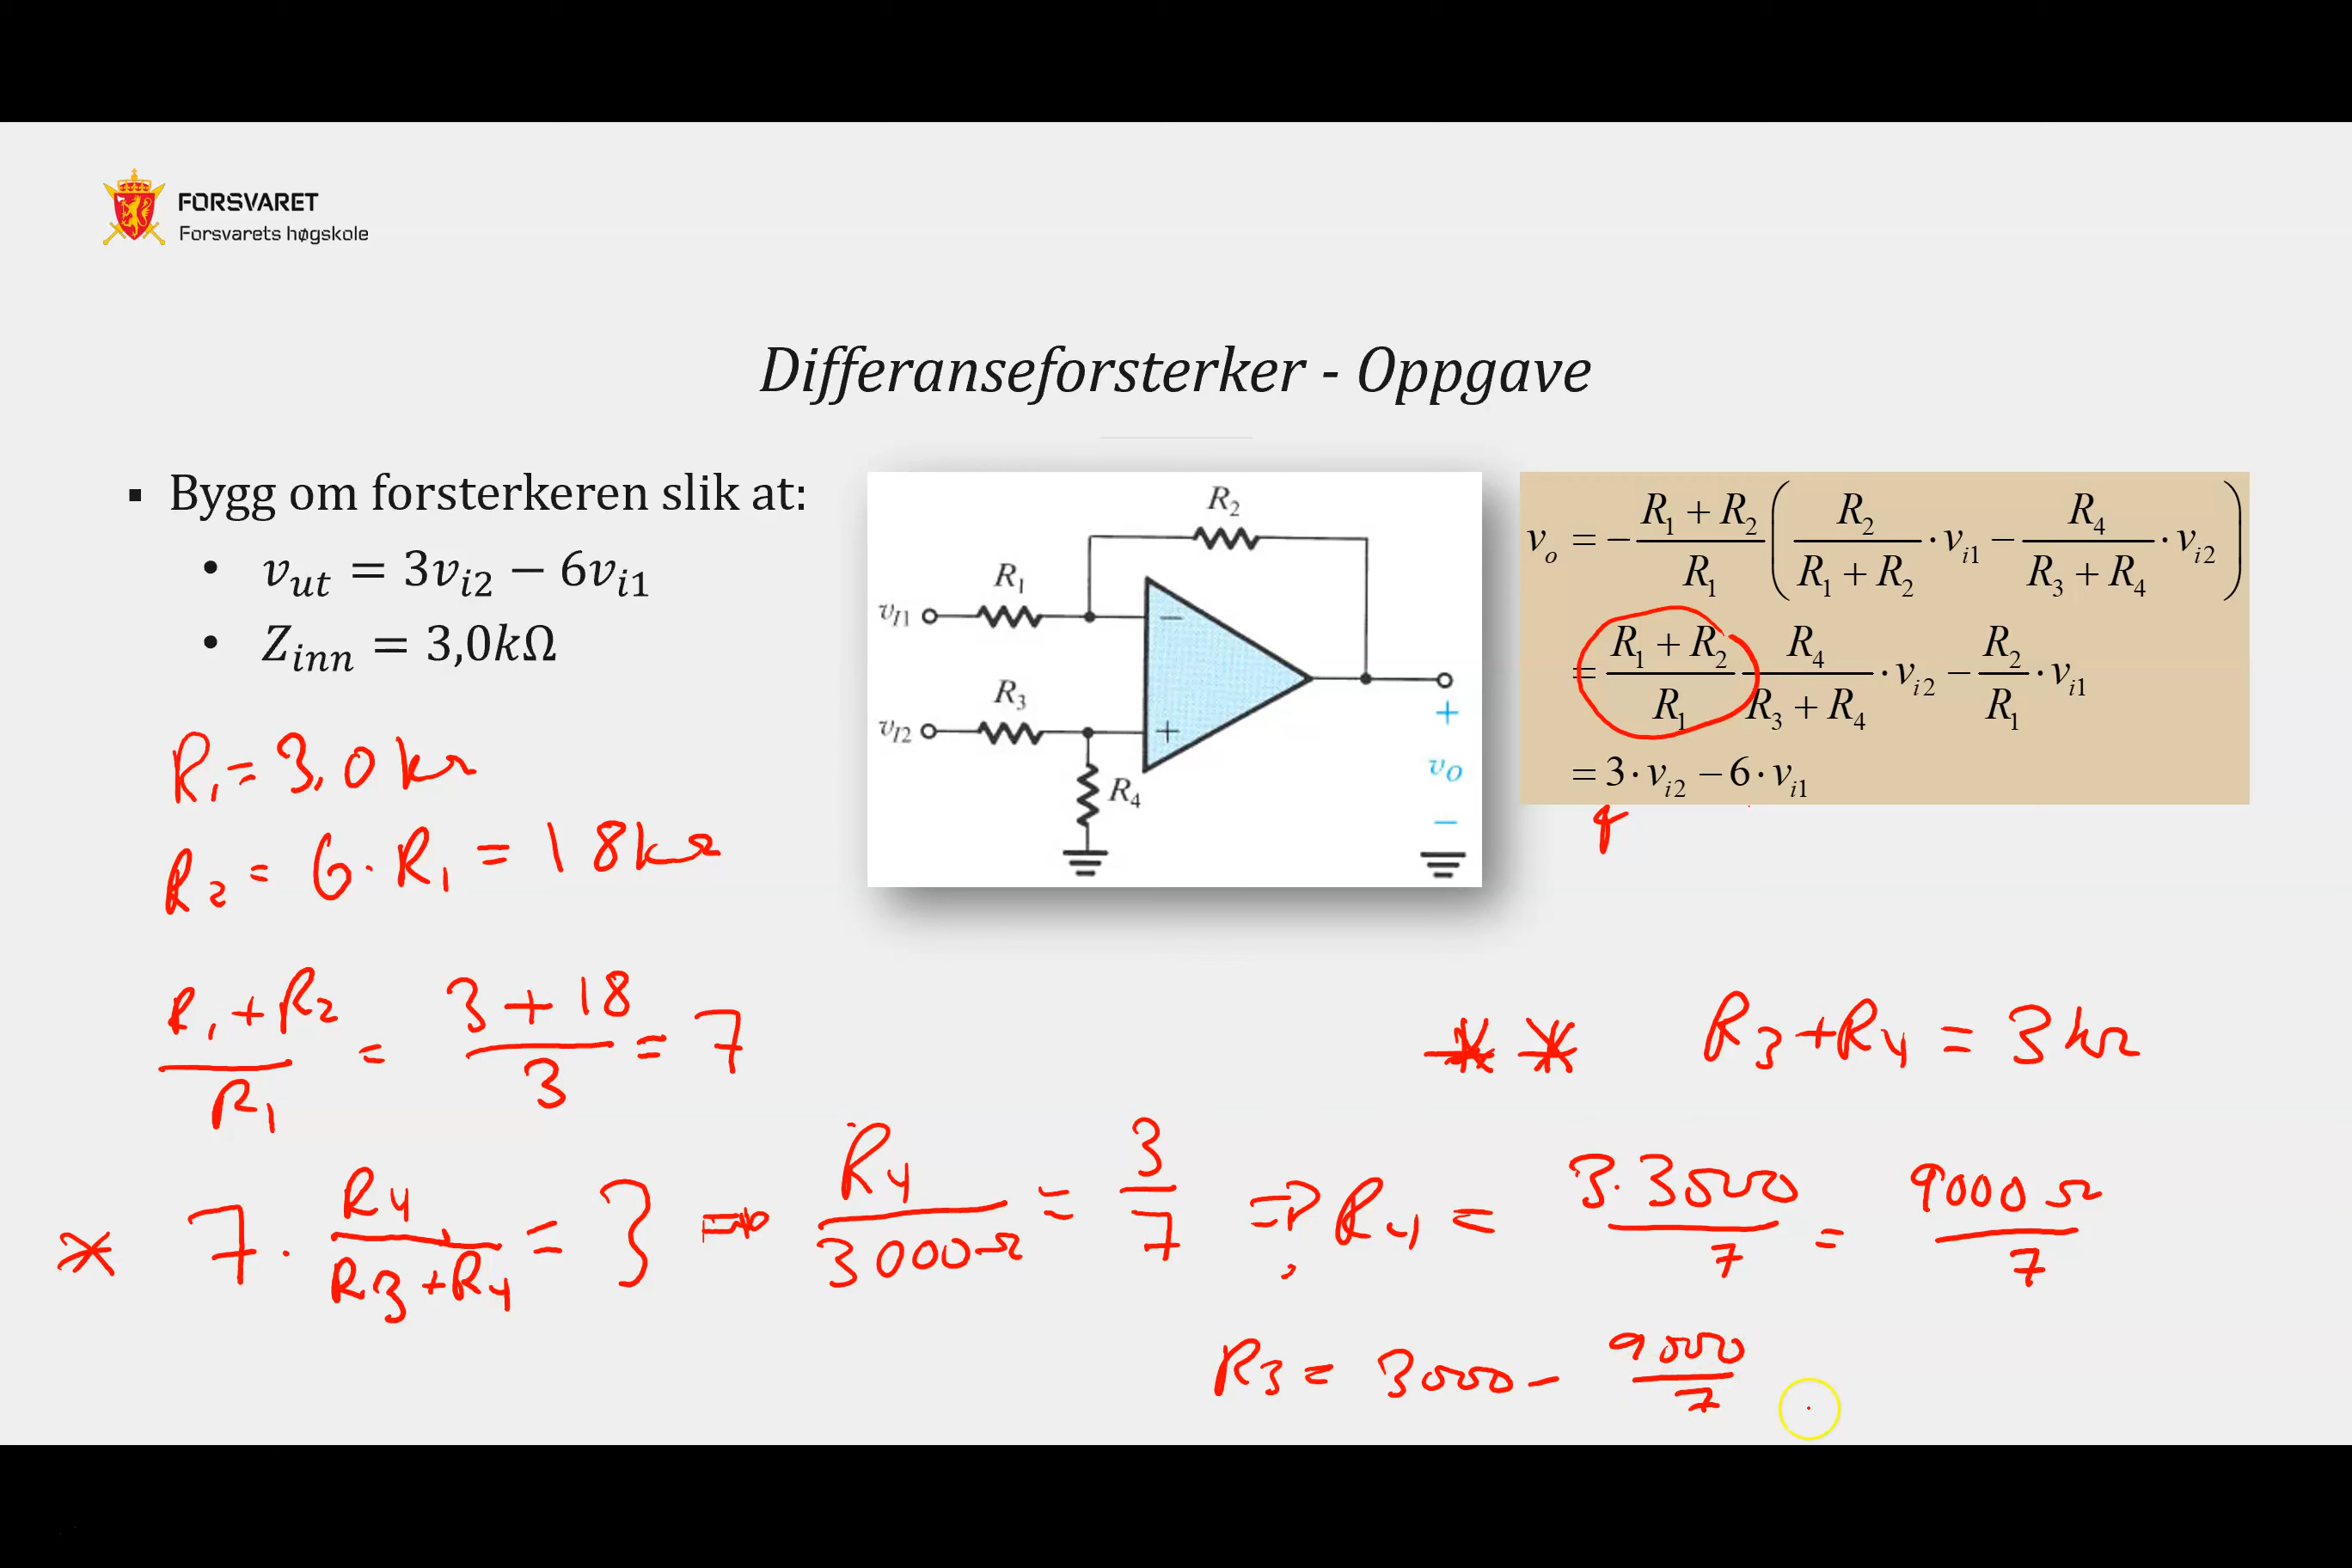 FORSVARET
Forsvarets høgskole
Differanseforsterker - Oppgave
▪ Bygg om forsterkeren slik at:
• v_ut = 3v_i2 − 6v_i1
• Z_inn = 3,0kΩ
R₁ = 3,0 kΩ
R₂ = 6 · R₁ = 18 kΩ
(R₁ + R₂)/R₁ = (3 + 18)/3 = 7
R₂
R₁
v_I1
−
R₃
v_I2
+
R₄
+
v_O
−
v_o = −(R₁ + R₂)/R₁ (R₂/(R₁ + R₂) · v_i1 − R₄/(R₃ + R₄) · v_i2)
= (R₁ + R₂)/R₁ R₄/(R₃ + R₄) · v_i2 − R₂/R₁ · v_i1
= 3 · v_i2 − 6 · v_i1
* * R₃ + R₄ = 3 kΩ
* 7 · R₄/(R₃ + R₄) = 3 ⇒ R₄/3000Ω = 3/7 ⇒, R₄ = 3·3000/7 = 9000 Ω/7
R₃ = 3000 − 9000/7